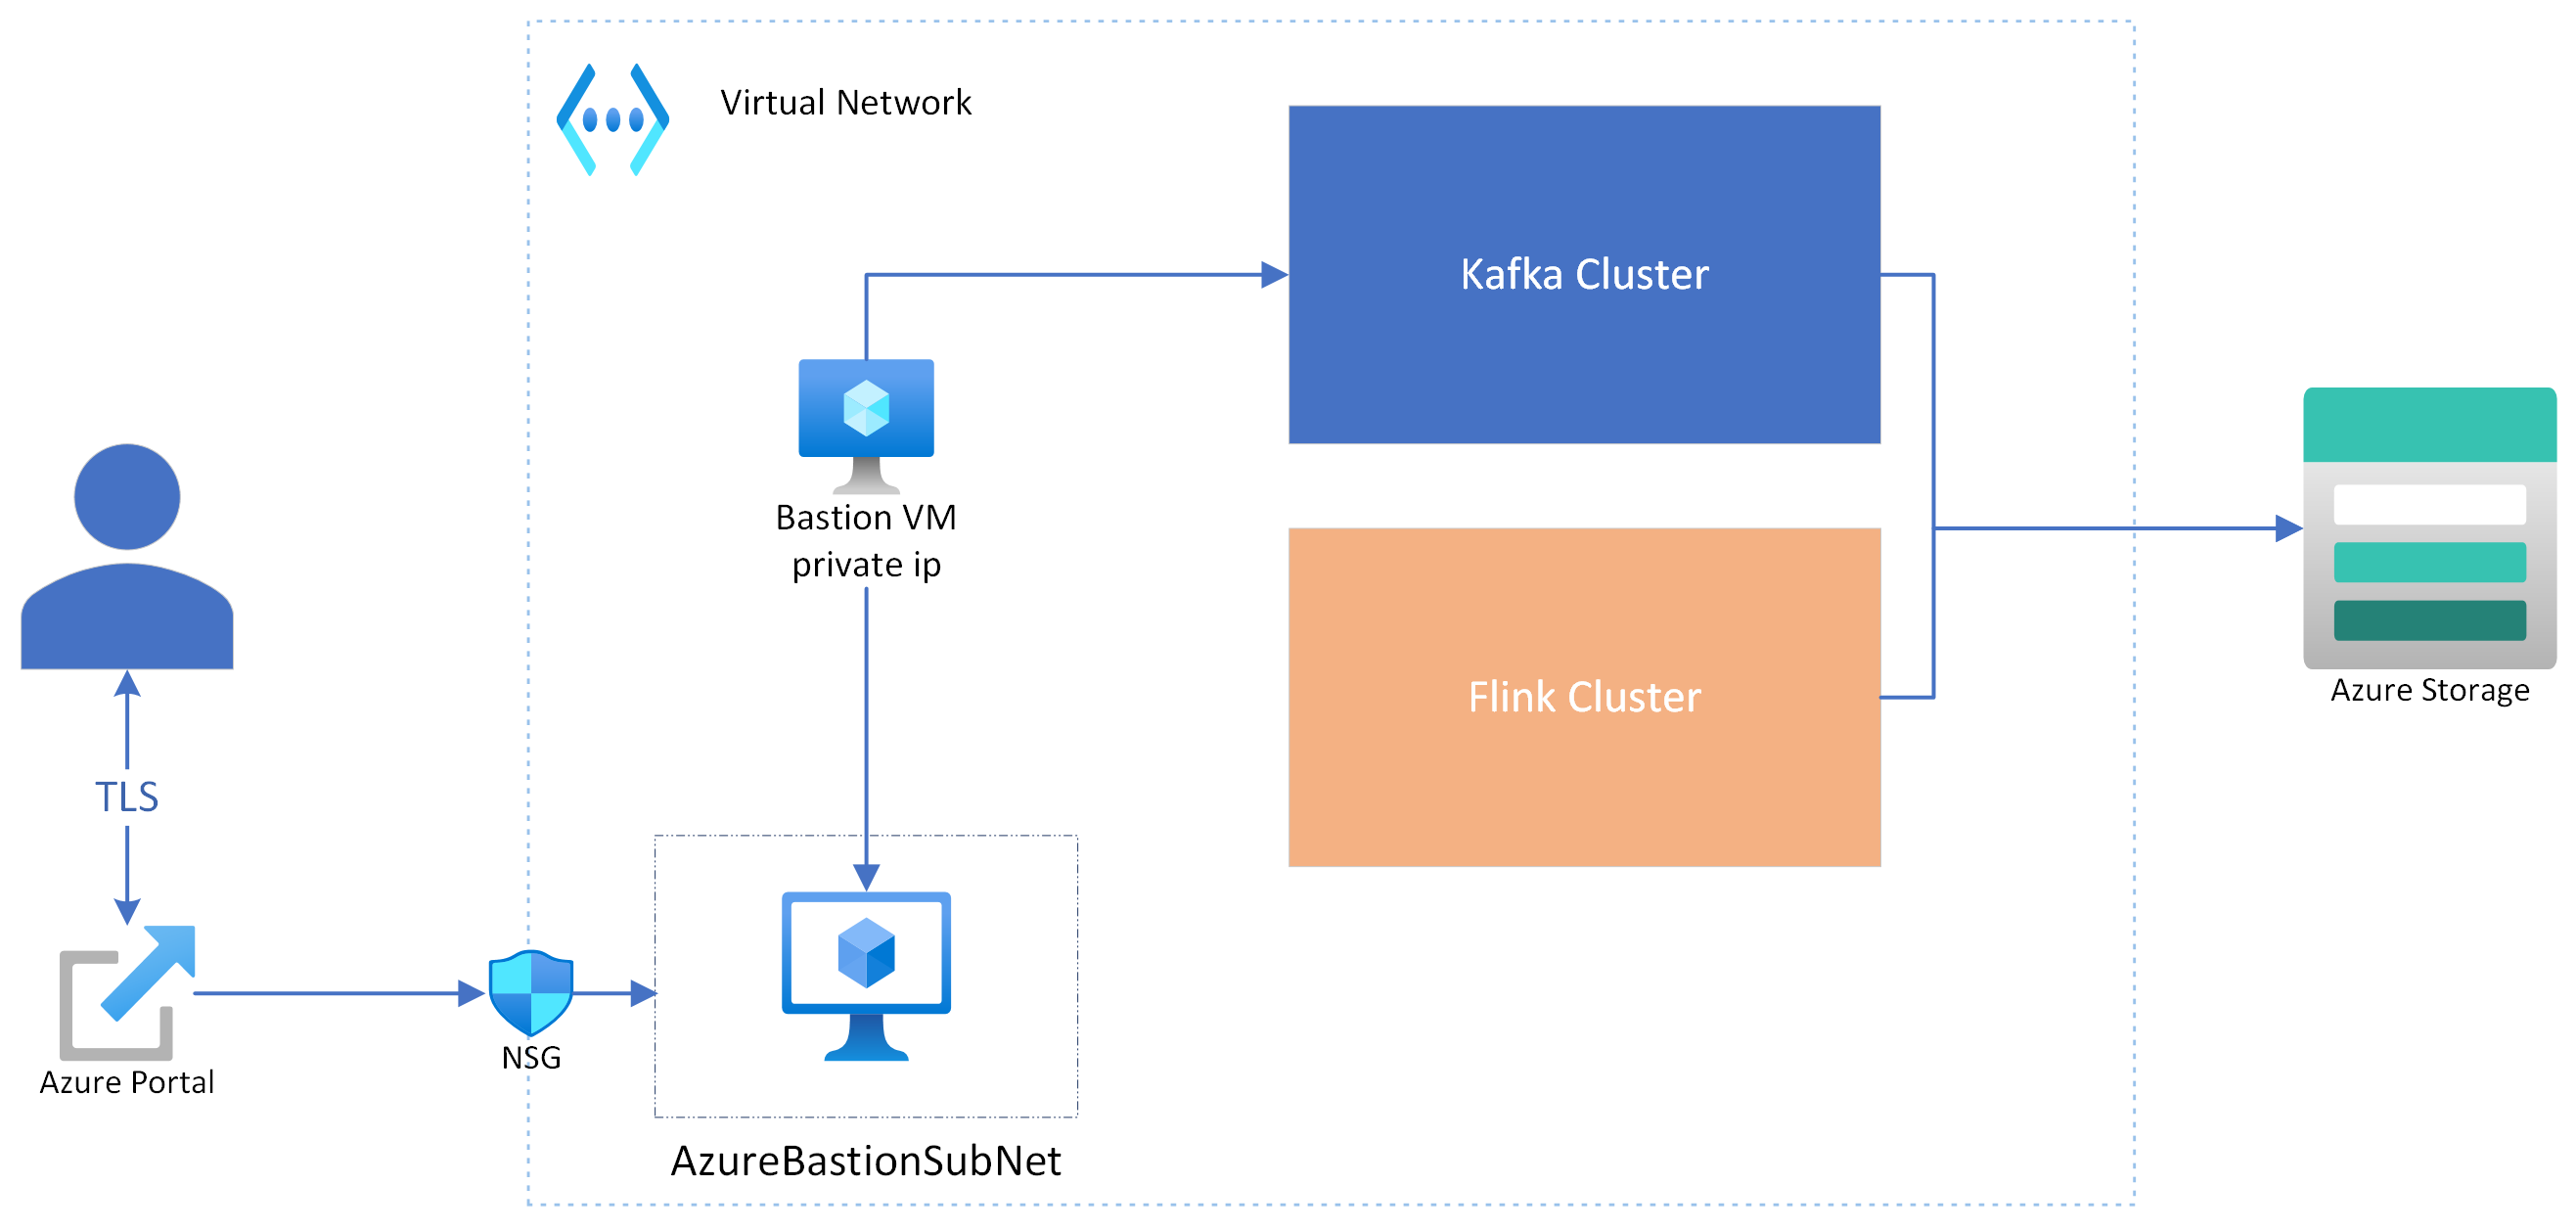 Virtual Network
Kafka Cluster
Bastion VM
private ip
Flink Cluster
Azure Storage
TLS
NSG
Azure Portal
AzureBastionSubNet